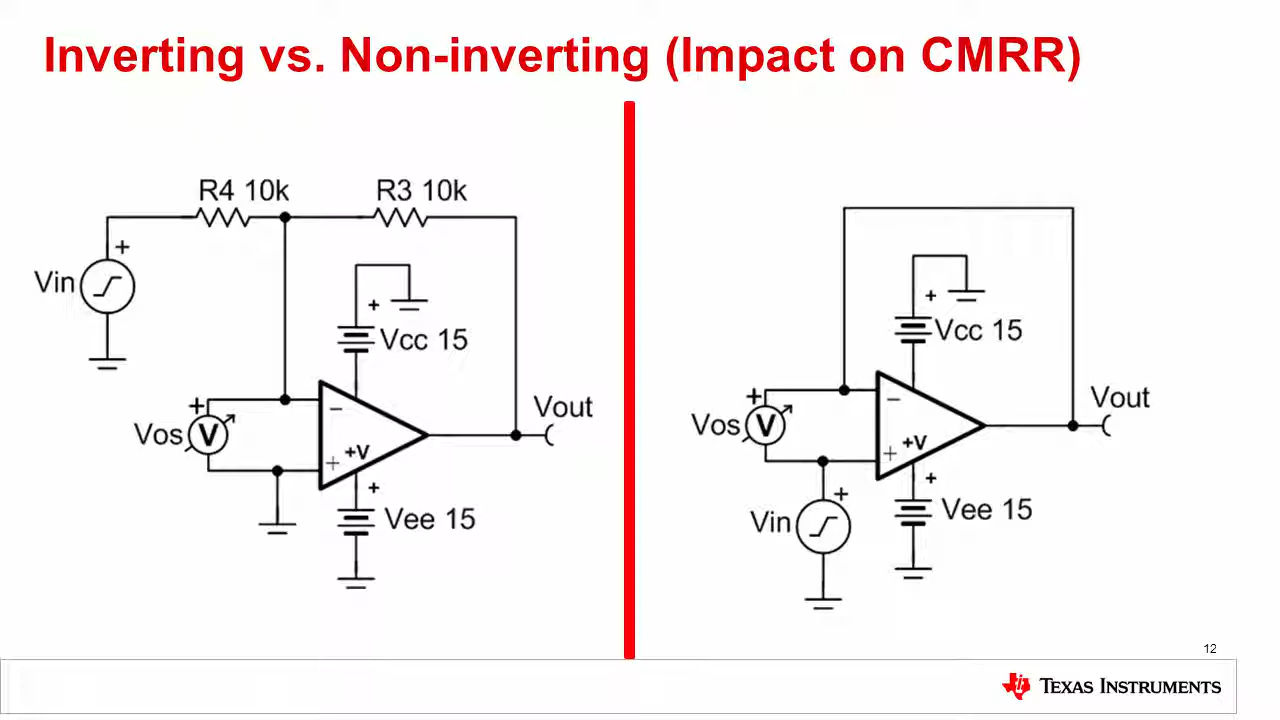 Inverting vs. Non-inverting (Impact on CMRR)
R4 10k
R3 10k
+
Vin
+
Vcc 15
+
Vos
V
−
+
+V
Vout
+
Vee 15
+
Vcc 15
+
Vos
V
−
+
+V
Vout
+
Vin
+
Vee 15
12
TEXAS INSTRUMENTS